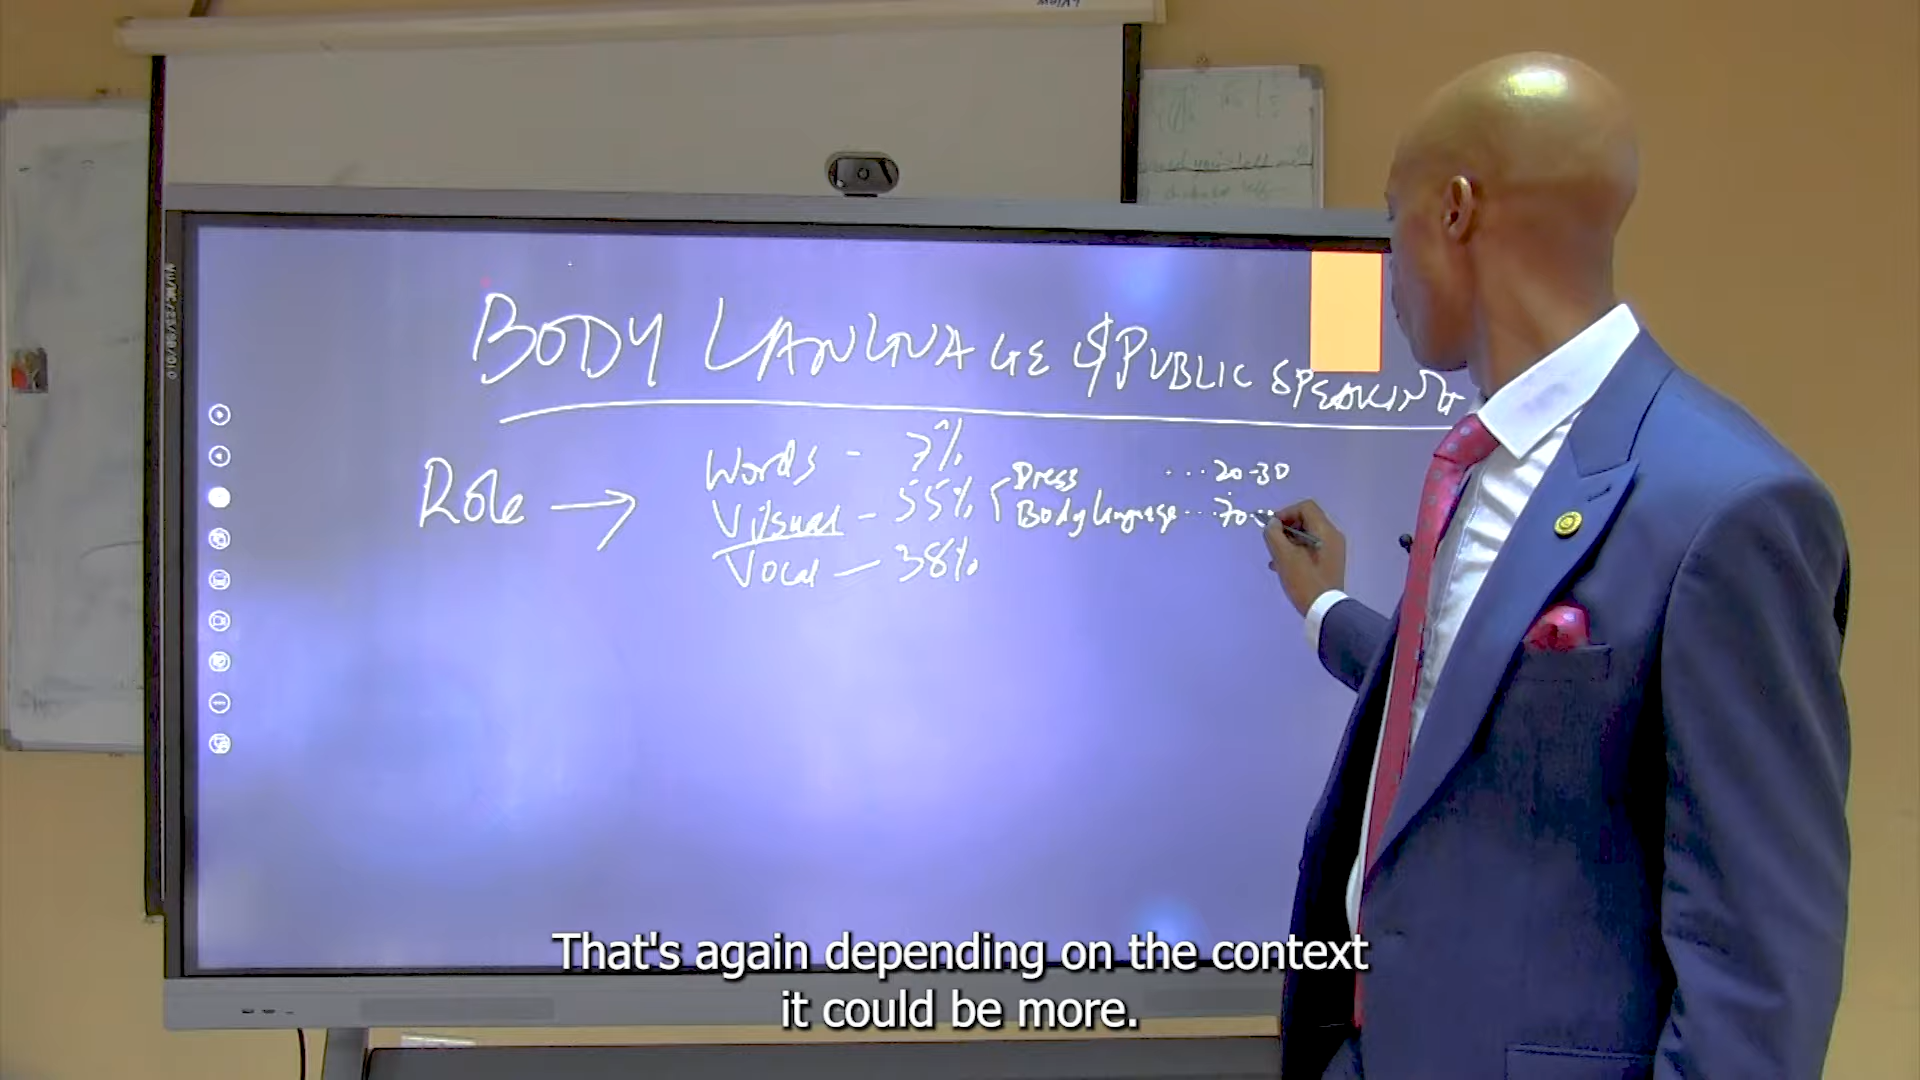 BODY LANGUAGE & PUBLIC SPEAKING
Role → Words - 7%
Visual - 55% { Dress ... 20-30
Body language ... 70-
Vocal - 38%
That's again depending on the context
it could be more.